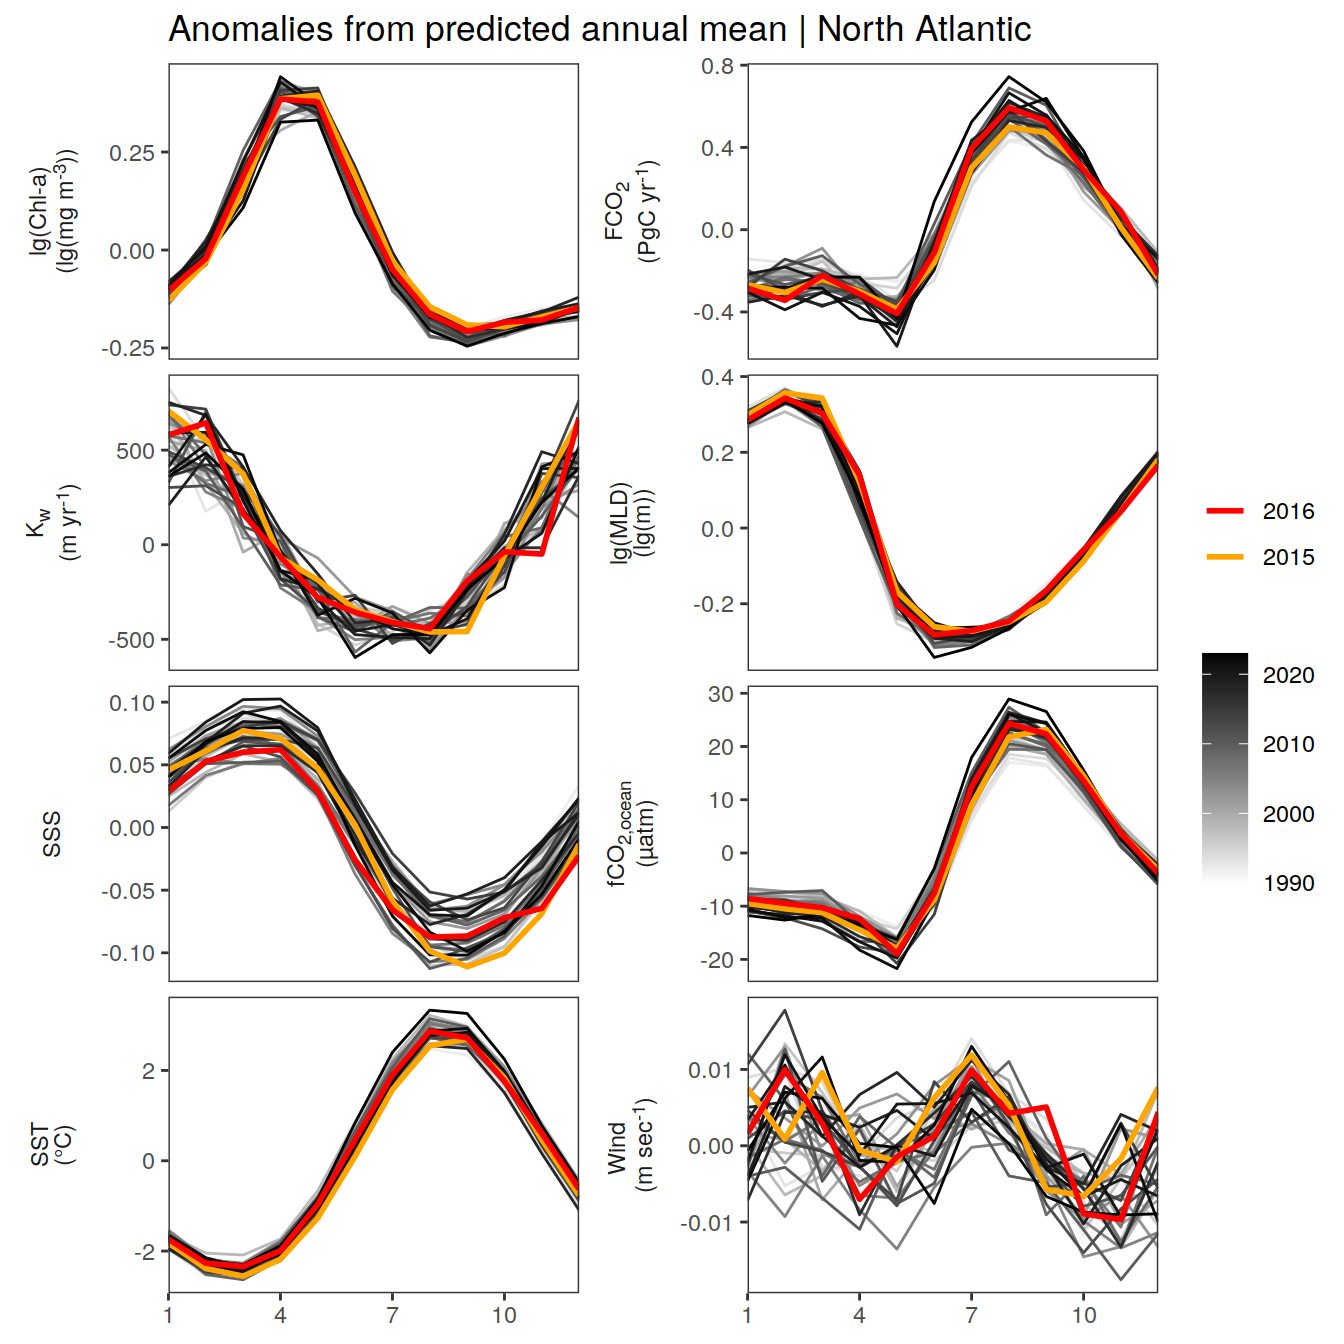 Anomalies from predicted annual mean | North Atlantic
lg(Chl-a)
(lg(mg m-3))
0.25
0.00
-0.25
FCO2
(PgC yr-1)
0.8
0.4
0.0
-0.4
Kw
(m yr-1)
500
0
-500
lg(MLD)
(lg(m))
0.4
0.2
0.0
-0.2
SSS
0.10
0.05
0.00
-0.05
-0.10
fCO2,ocean
(µatm)
30
20
10
0
-10
-20
SST
(°C)
2
0
-2
1
4
7
10
Wind
(m sec-1)
0.01
0.00
-0.01
1
4
7
10
2016
2015
2020
2010
2000
1990